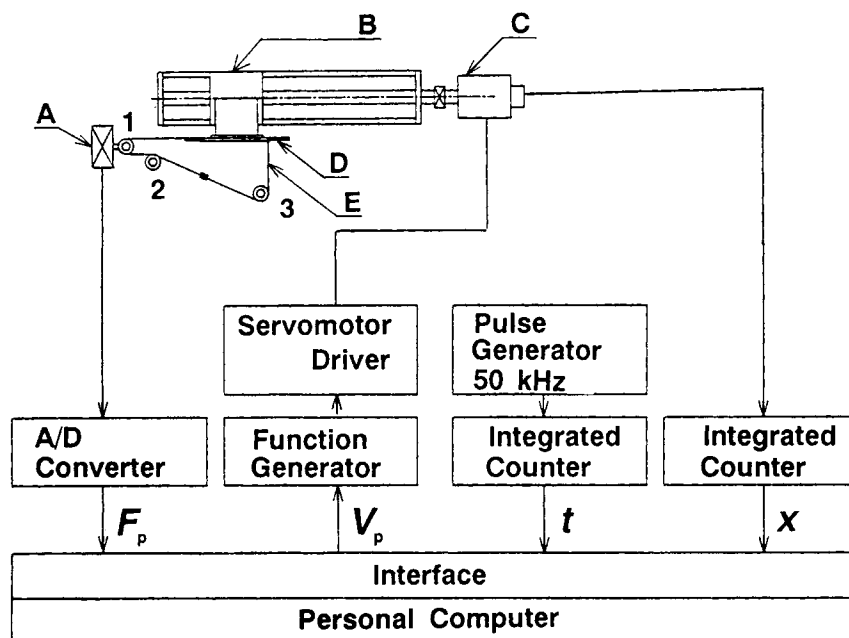 B
C
A
1
D
2
E
3
Servomotor
Driver
Pulse
Generator
50 kHz
A/D
Converter
Function
Generator
Integrated
Counter
Integrated
Counter
Fp
Vp
t
x
Interface
Personal Computer